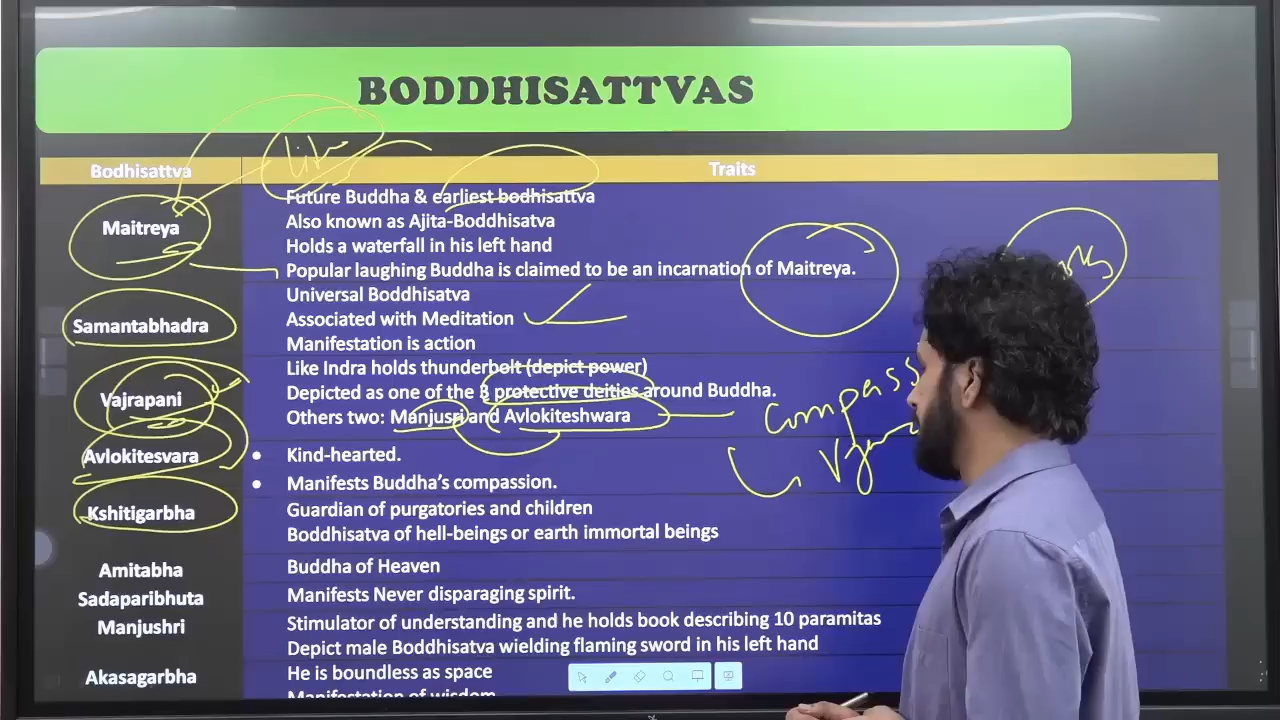 BODDHISATTVAS
Bodhisattva Traits
Maitreya
Future Buddha & earliest bodhisattva
Also known as Ajita-Boddhisatva
Holds a waterfall in his left hand
Popular laughing Buddha is claimed to be an incarnation of Maitreya.
Samantabhadra
Universal Boddhisatva
Associated with Meditation
Manifestation is action
Vajrapani
Like Indra holds thunderbolt (depict power)
Depicted as one of the 3 protective deities around Buddha.
Others two: Manjusri and Avlokiteshwara
Compass
Avlokitesvara
• Kind-hearted.
• Manifests Buddha's compassion.
Kshitigarbha
Guardian of purgatories and children
Boddhisatva of hell-beings or earth immortal beings
Amitabha Buddha of Heaven
Sadaparibhuta Manifests Never disparaging spirit.
Manjushri
Stimulator of understanding and he holds book describing 10 paramitas
Depict male Boddhisatva wielding flaming sword in his left hand
Akasagarbha
He is boundless as space
Manifestation of wisdom